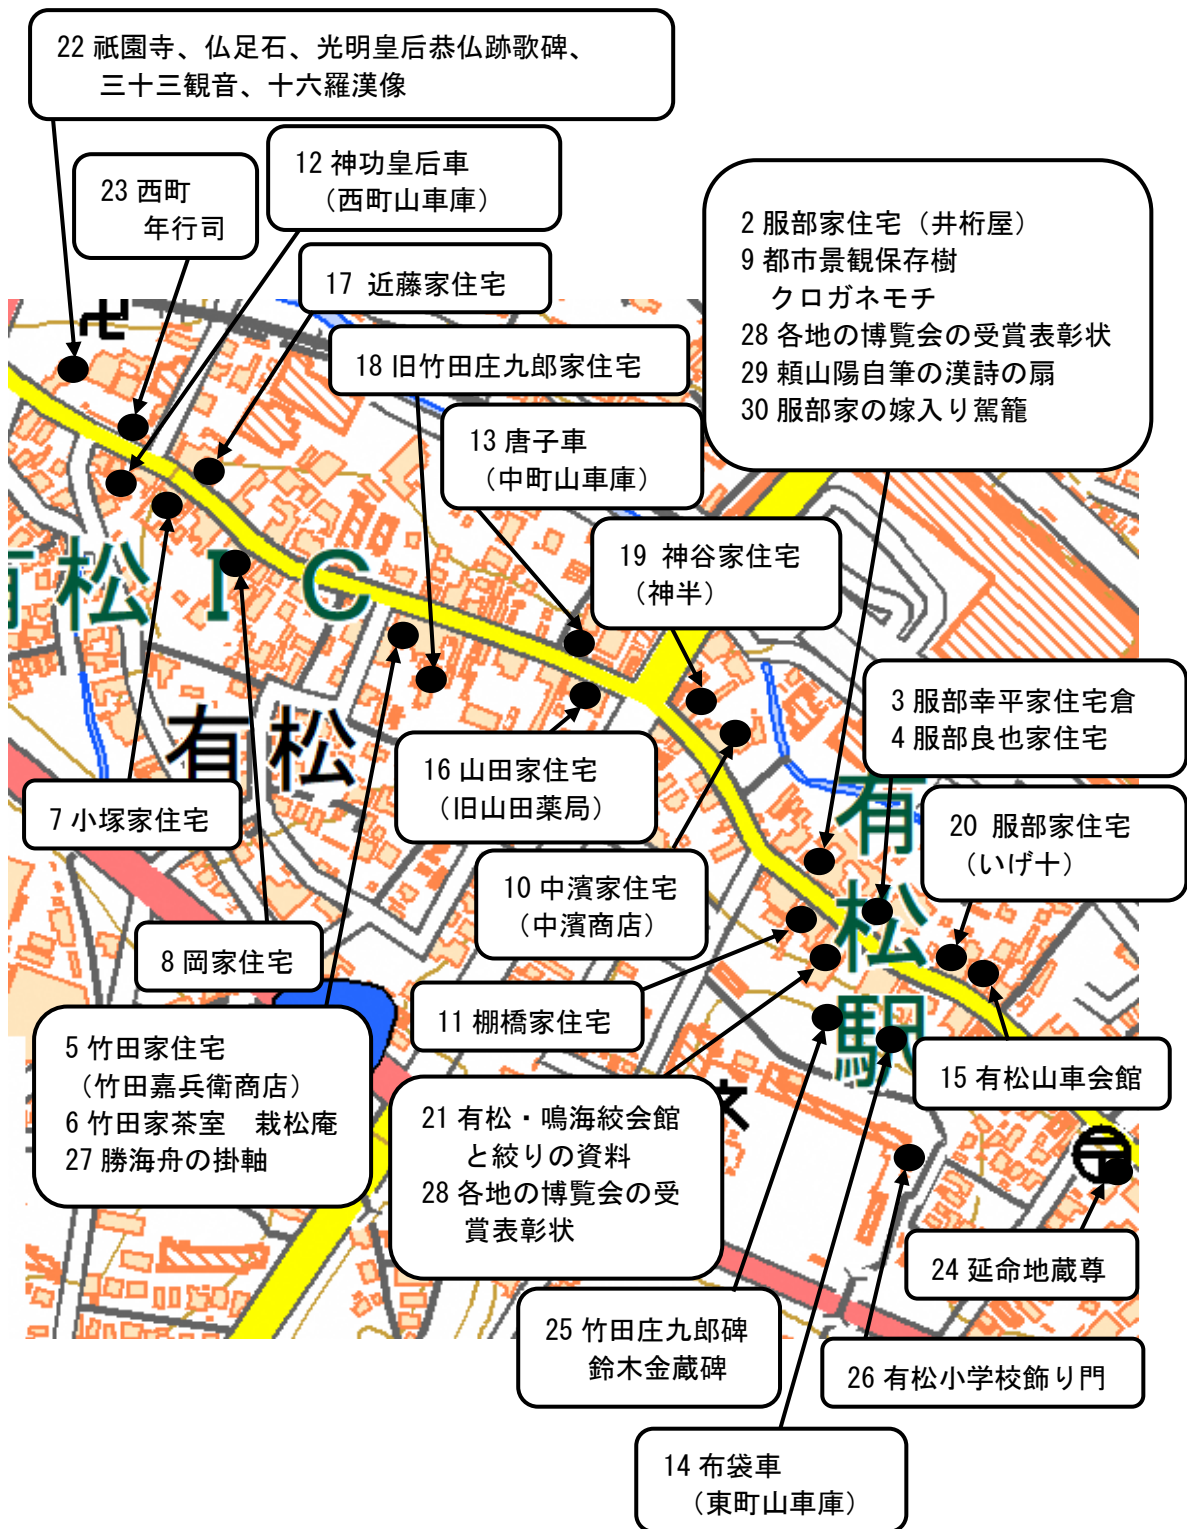 22 祇園寺、仏足石、光明皇后恭仏跡歌碑、
三十三観音、十六羅漢像
23 西町
年行司
12 神功皇后車
（西町山車庫）
17 近藤家住宅
18 旧竹田庄九郎家住宅
13 唐子車
（中町山車庫）
19 神谷家住宅
（神半）
2 服部家住宅（井桁屋）
9 都市景観保存樹
クロガネモチ
28 各地の博覧会の受賞表彰状
29 頼山陽自筆の漢詩の扇
30 服部家の嫁入り駕籠
有松ＩＣ
有松
3 服部幸平家住宅倉
4 服部良也家住宅
16 山田家住宅
（旧山田薬局）
7 小塚家住宅
有松駅
20 服部家住宅
（いげ十）
10 中濱家住宅
（中濱商店）
8 岡家住宅
11 棚橋家住宅
5 竹田家住宅
（竹田嘉兵衛商店）
6 竹田家茶室　栽松庵
27 勝海舟の掛軸
15 有松山車会館
21 有松・鳴海絞会館
と絞りの資料
28 各地の博覧会の受
賞表彰状
文
24 延命地蔵尊
25 竹田庄九郎碑
鈴木金蔵碑
26 有松小学校飾り門
14 布袋車
（東町山車庫）